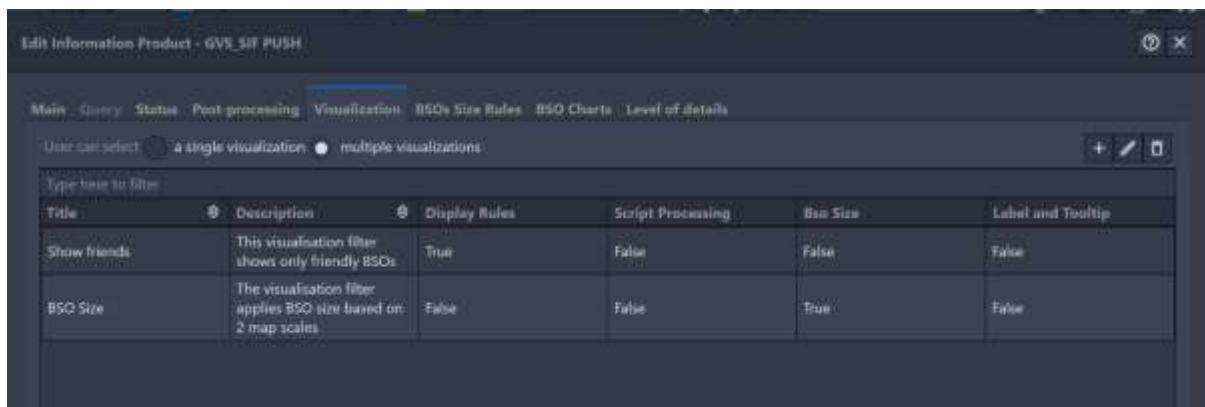 Edit Information Product - GVS_SIF PUSH
Main Query Status Post-processing Visualization BSOs Size Rules BSO Charts Level of details
User can select a single visualization multiple visualizations
Type here to filter
Title Description Display Rules Script Processing Bso Size Label and Tooltip
Show friends This visualisation filter shows only friendly BSOs True False False False
BSO Size The visualisation filter applies BSO size based on 2 map scales False False True False